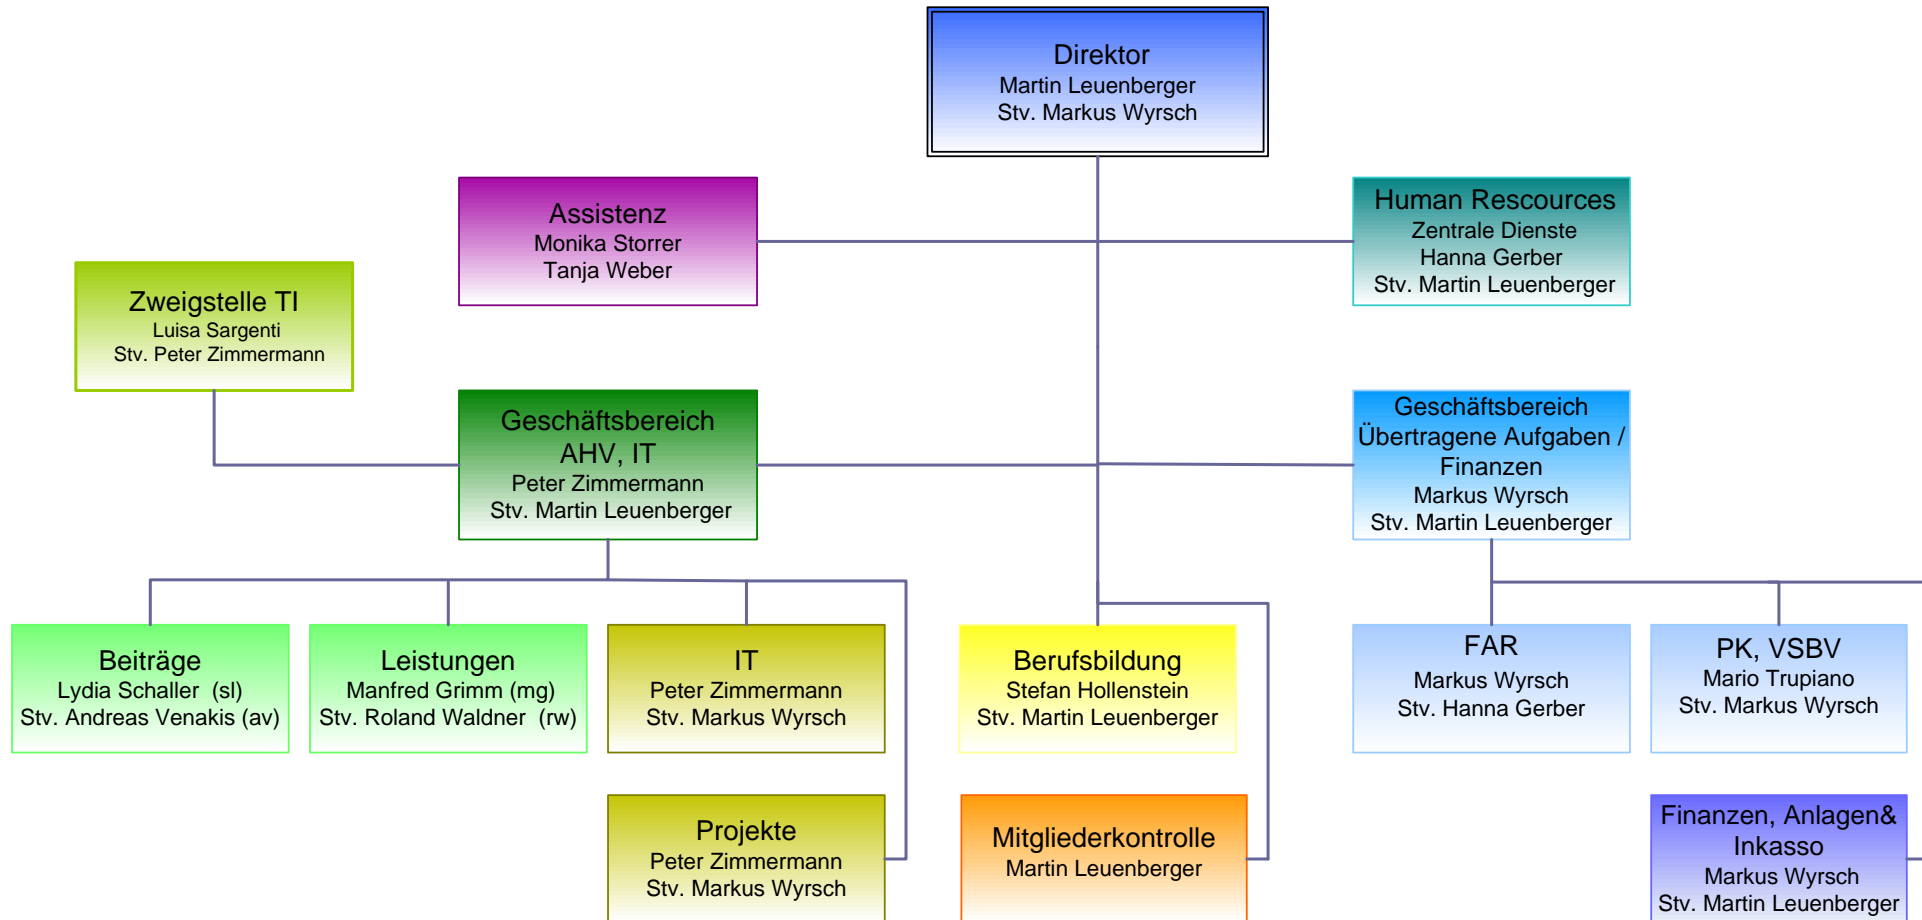 Direktor
Martin Leuenberger
Stv. Markus Wyrsch
Assistenz
Monika Storrer
Tanja Weber
Human Rescources
Zentrale Dienste
Hanna Gerber
Stv. Martin Leuenberger
Zweigstelle TI
Luisa Sargenti
Stv. Peter Zimmermann
Geschäftsbereich
AHV, IT
Peter Zimmermann
Stv. Martin Leuenberger
Geschäftsbereich
Übertragene Aufgaben /
Finanzen
Markus Wyrsch
Stv. Martin Leuenberger
Beiträge
Lydia Schaller (sl)
Stv. Andreas Venakis (av)
Leistungen
Manfred Grimm (mg)
Stv. Roland Waldner (rw)
IT
Peter Zimmermann
Stv. Markus Wyrsch
Berufsbildung
Stefan Hollenstein
Stv. Martin Leuenberger
FAR
Markus Wyrsch
Stv. Hanna Gerber
PK, VSBV
Mario Trupiano
Stv. Markus Wyrsch
Projekte
Peter Zimmermann
Stv. Markus Wyrsch
Mitgliederkontrolle
Martin Leuenberger
Finanzen, Anlagen&
Inkasso
Markus Wyrsch
Stv. Martin Leuenberger